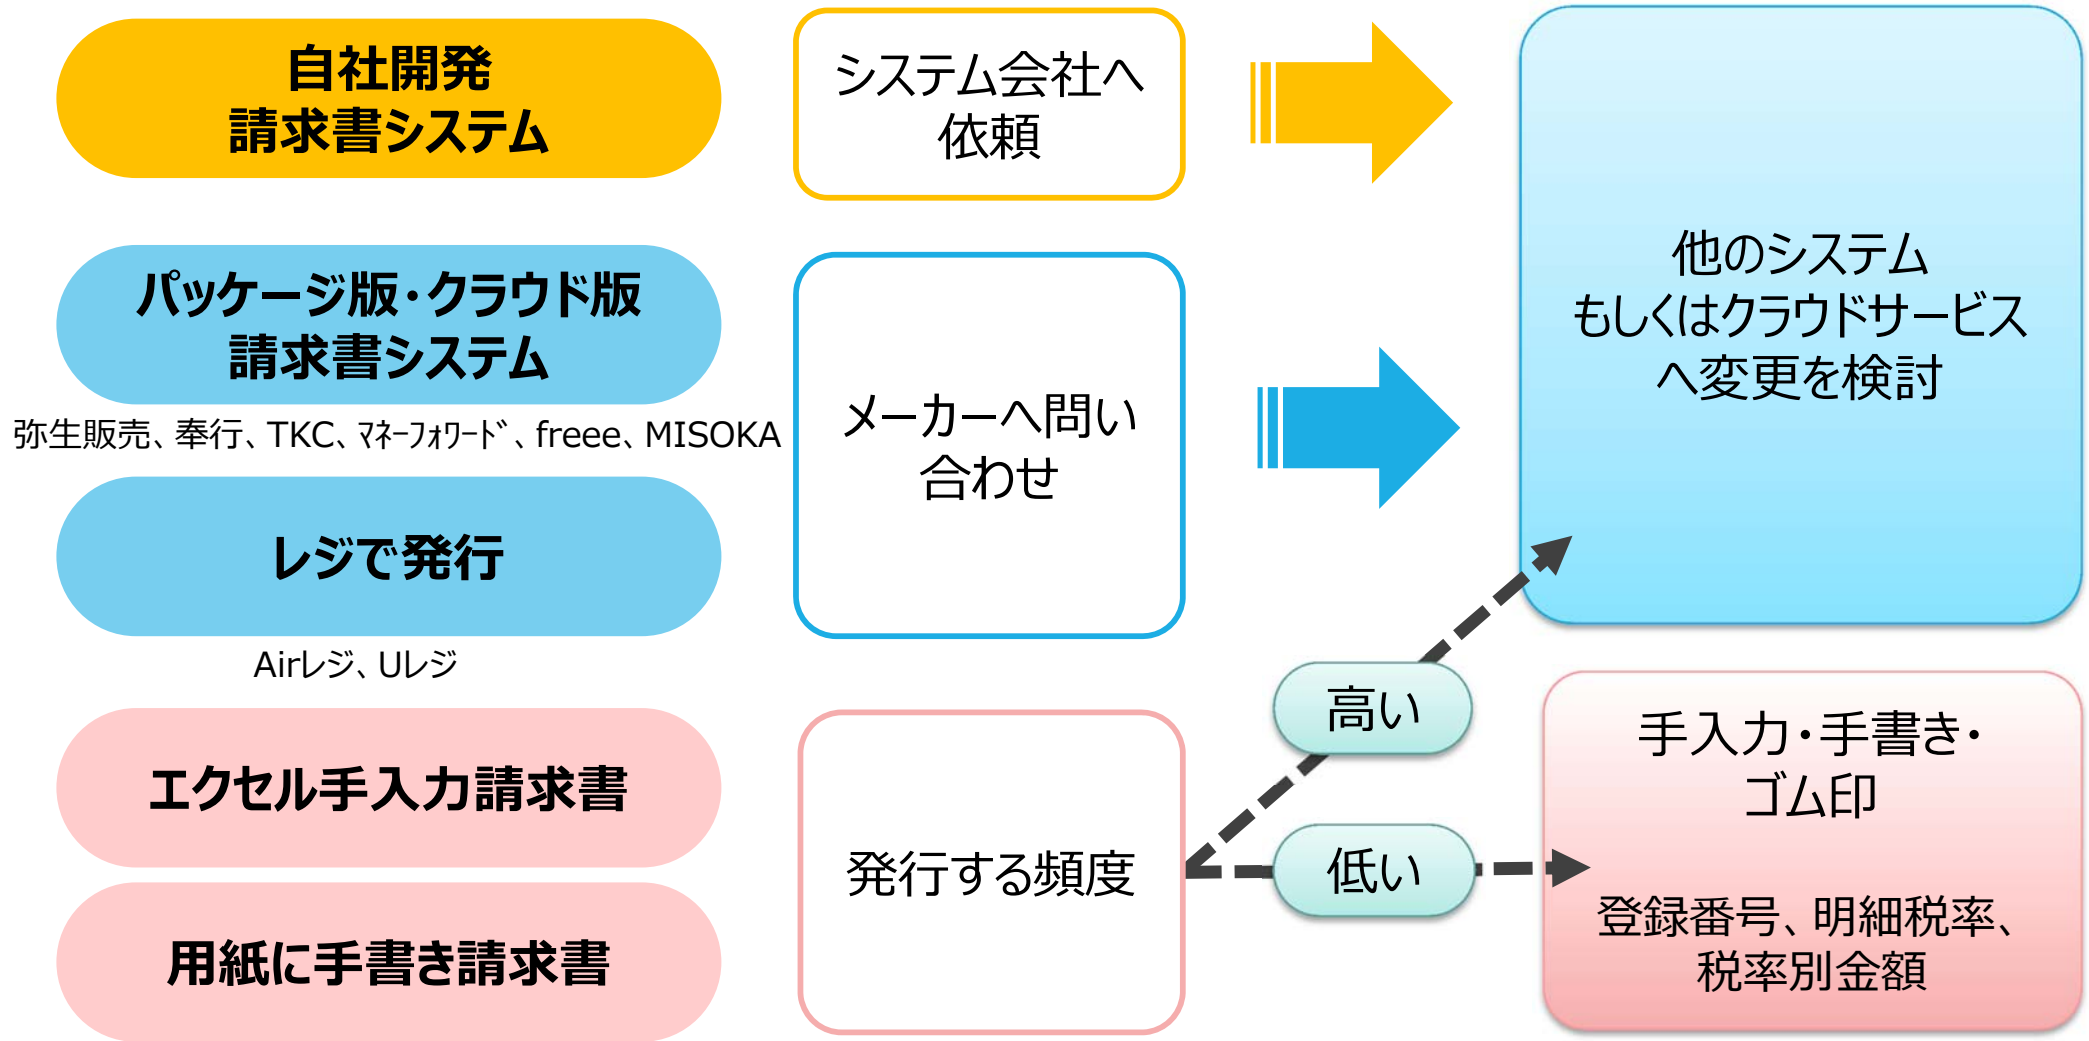 自社開発
請求書システム
システム会社へ
依頼
パッケージ版・クラウド版
請求書システム
弥生販売、奉行、TKC、ﾏﾈｰﾌｫﾜｰﾄﾞ、freee、MISOKA
レジで発行
Airレジ、Uレジ
メーカーへ問い
合わせ
他のシステム
もしくはクラウドサービス
へ変更を検討
エクセル手入力請求書
用紙に手書き請求書
発行する頻度
高い
低い
手入力・手書き・
ゴム印
登録番号、明細税率、
税率別金額